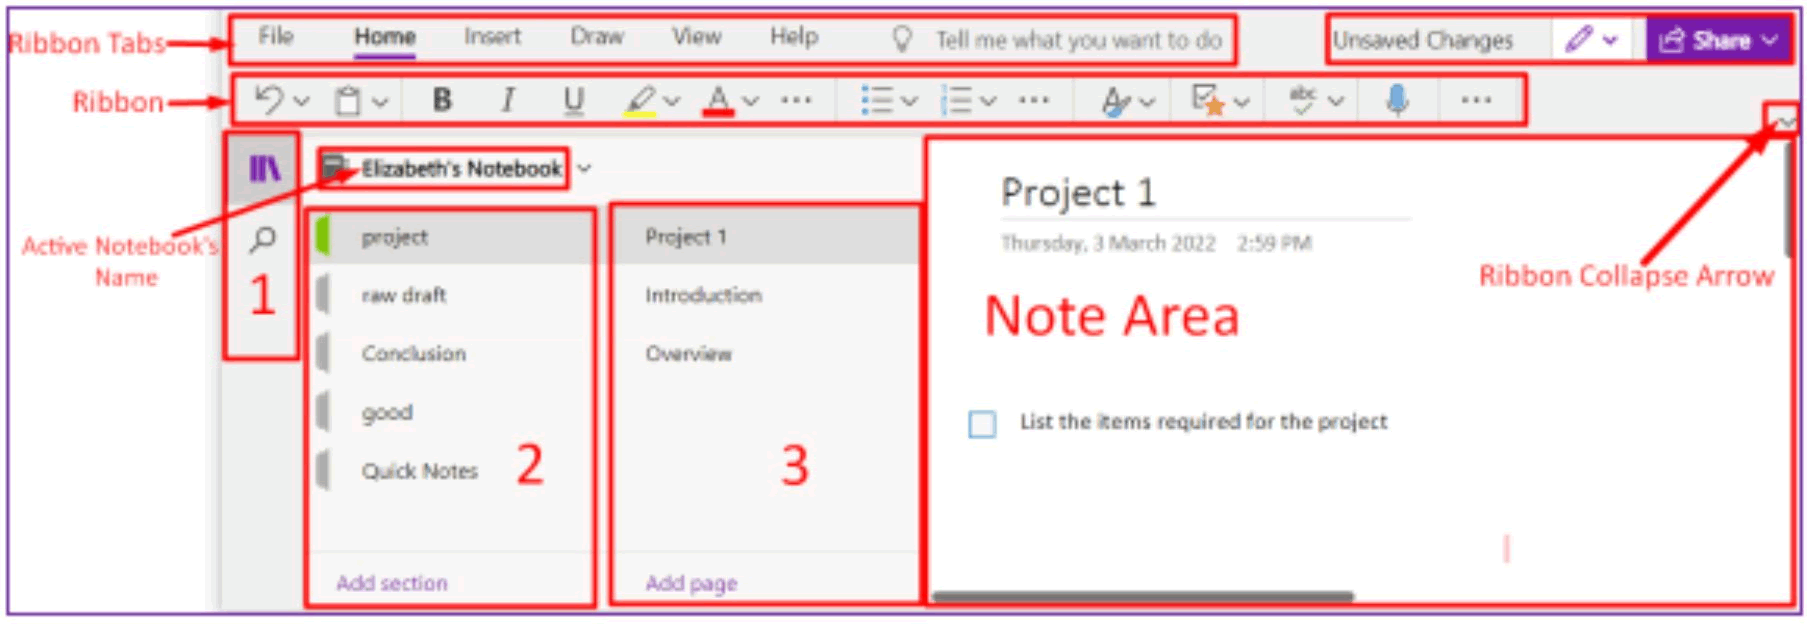 Ribbon Tabs
File Home Insert Draw View Help Tell me what you want to do
Unsaved Changes Share
Ribbon
B I U A abc
Elizabeth's Notebook
Active Notebook's
Name
1
project
raw draft
Conclusion
good
Quick Notes
2
Add section
Project 1
Introduction
Overview
3
Add page
Project 1
Thursday, 3 March 2022 2:59 PM
Ribbon Collapse Arrow
Note Area
List the items required for the project